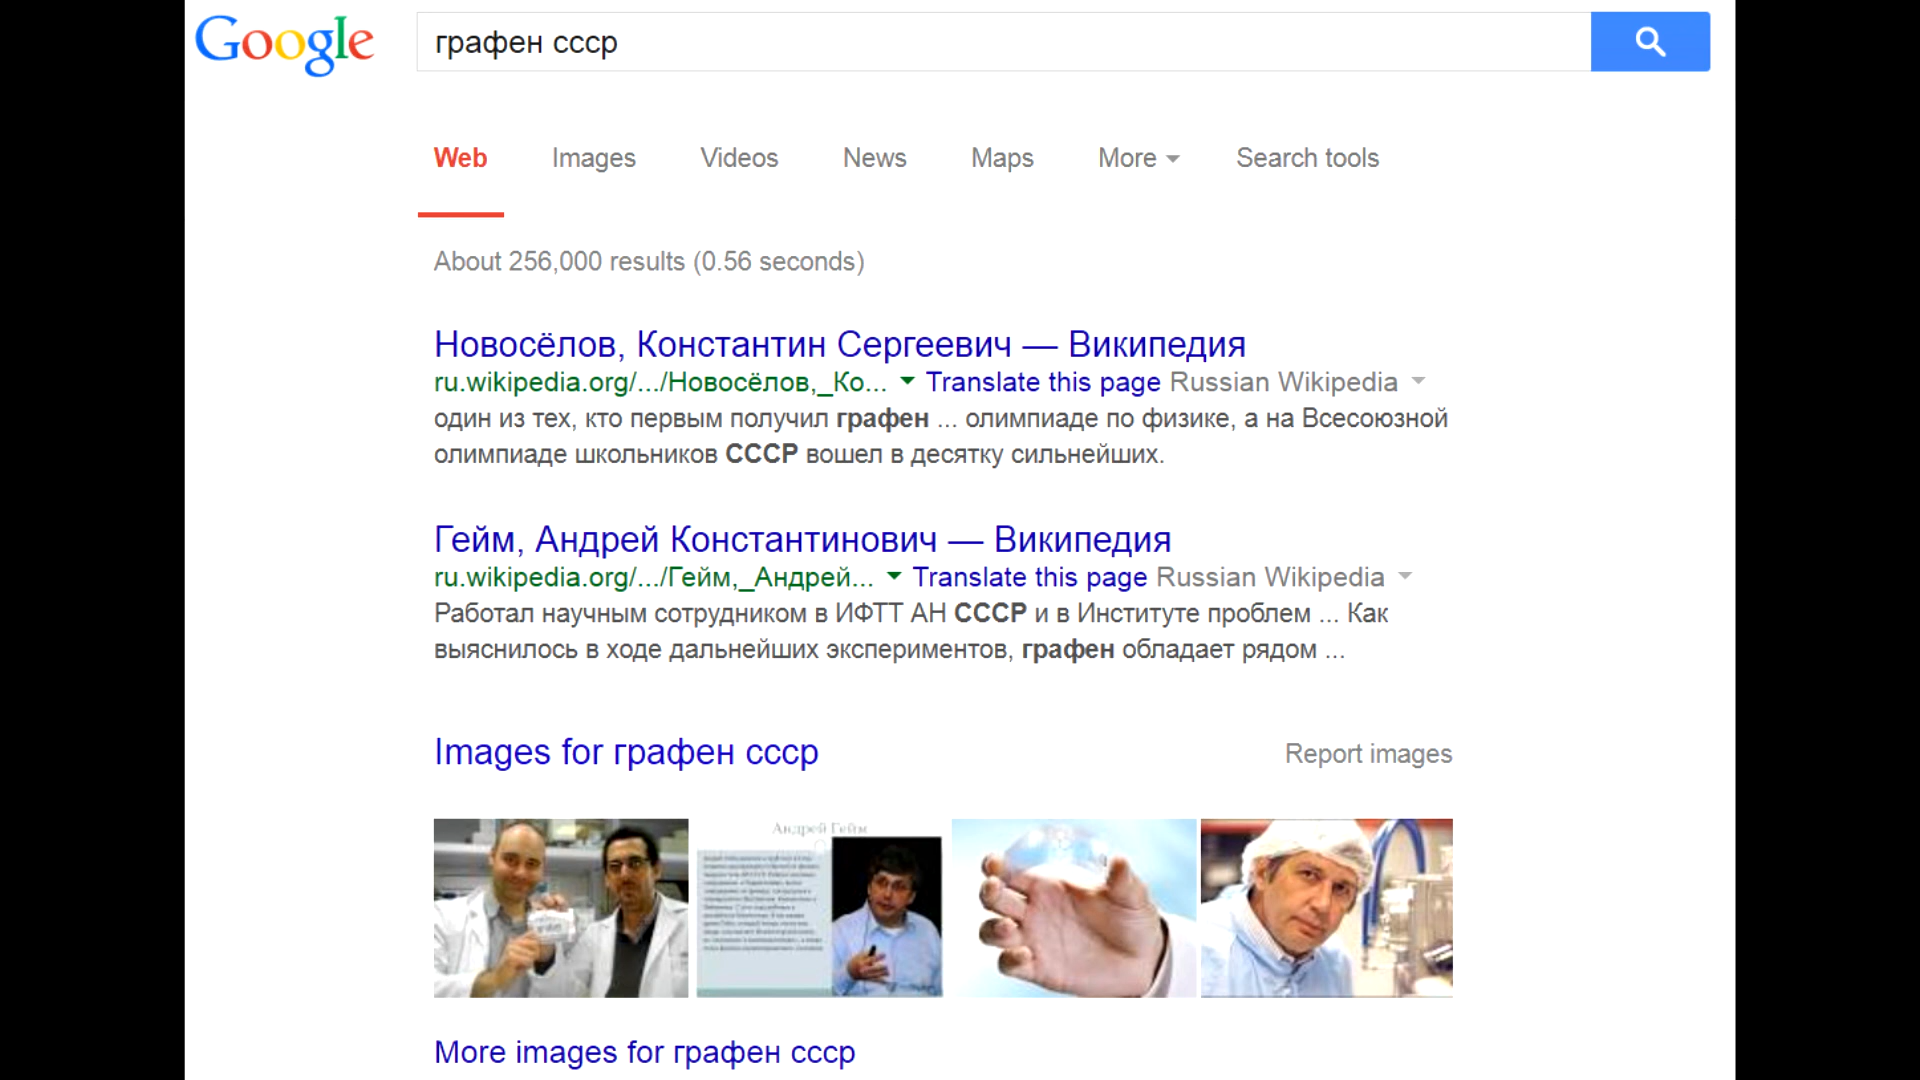 Google
графен ссср
Web Images Videos News Maps More Search tools
About 256,000 results (0.56 seconds)
Новосёлов, Константин Сергеевич — Википедия
ru.wikipedia.org/.../Новосёлов,_Ко... Translate this page Russian Wikipedia
один из тех, кто первым получил графен ... олимпиаде по физике, а на Всесоюзной
олимпиаде школьников СССР вошел в десятку сильнейших.
Гейм, Андрей Константинович — Википедия
ru.wikipedia.org/.../Гейм,_Андрей... Translate this page Russian Wikipedia
Работал научным сотрудником в ИФТТ АН СССР и в Институте проблем ... Как
выяснилось в ходе дальнейших экспериментов, графен обладает рядом ...
Images for графен ссср
Report images
Андрей Гейм
More images for графен ссср